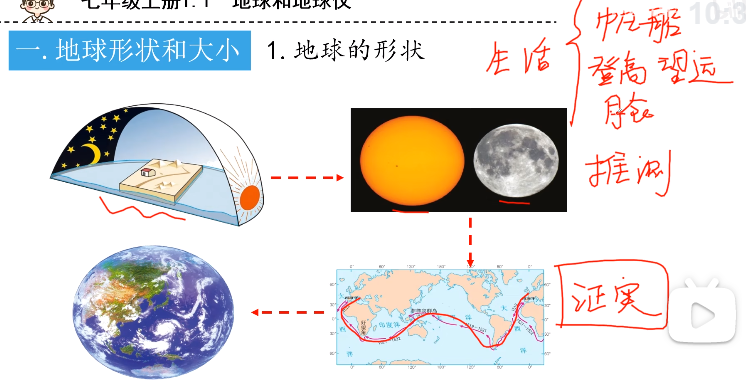 七年级上册1.1 地球和地球仪
一.地球形状和大小
1.地球的形状
生活
帆船
登高望远
月食
推测
证实